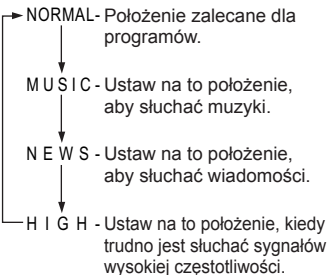 NORMAL- Położenie zalecane dla
programów.
MUSIC - Ustaw na to położenie,
aby słuchać muzyki.
NEWS - Ustaw na to położenie,
aby słuchać wiadomości.
HIGH - Ustaw na to położenie, kiedy
trudno jest słuchać sygnałów
wysokiej częstotliwości.